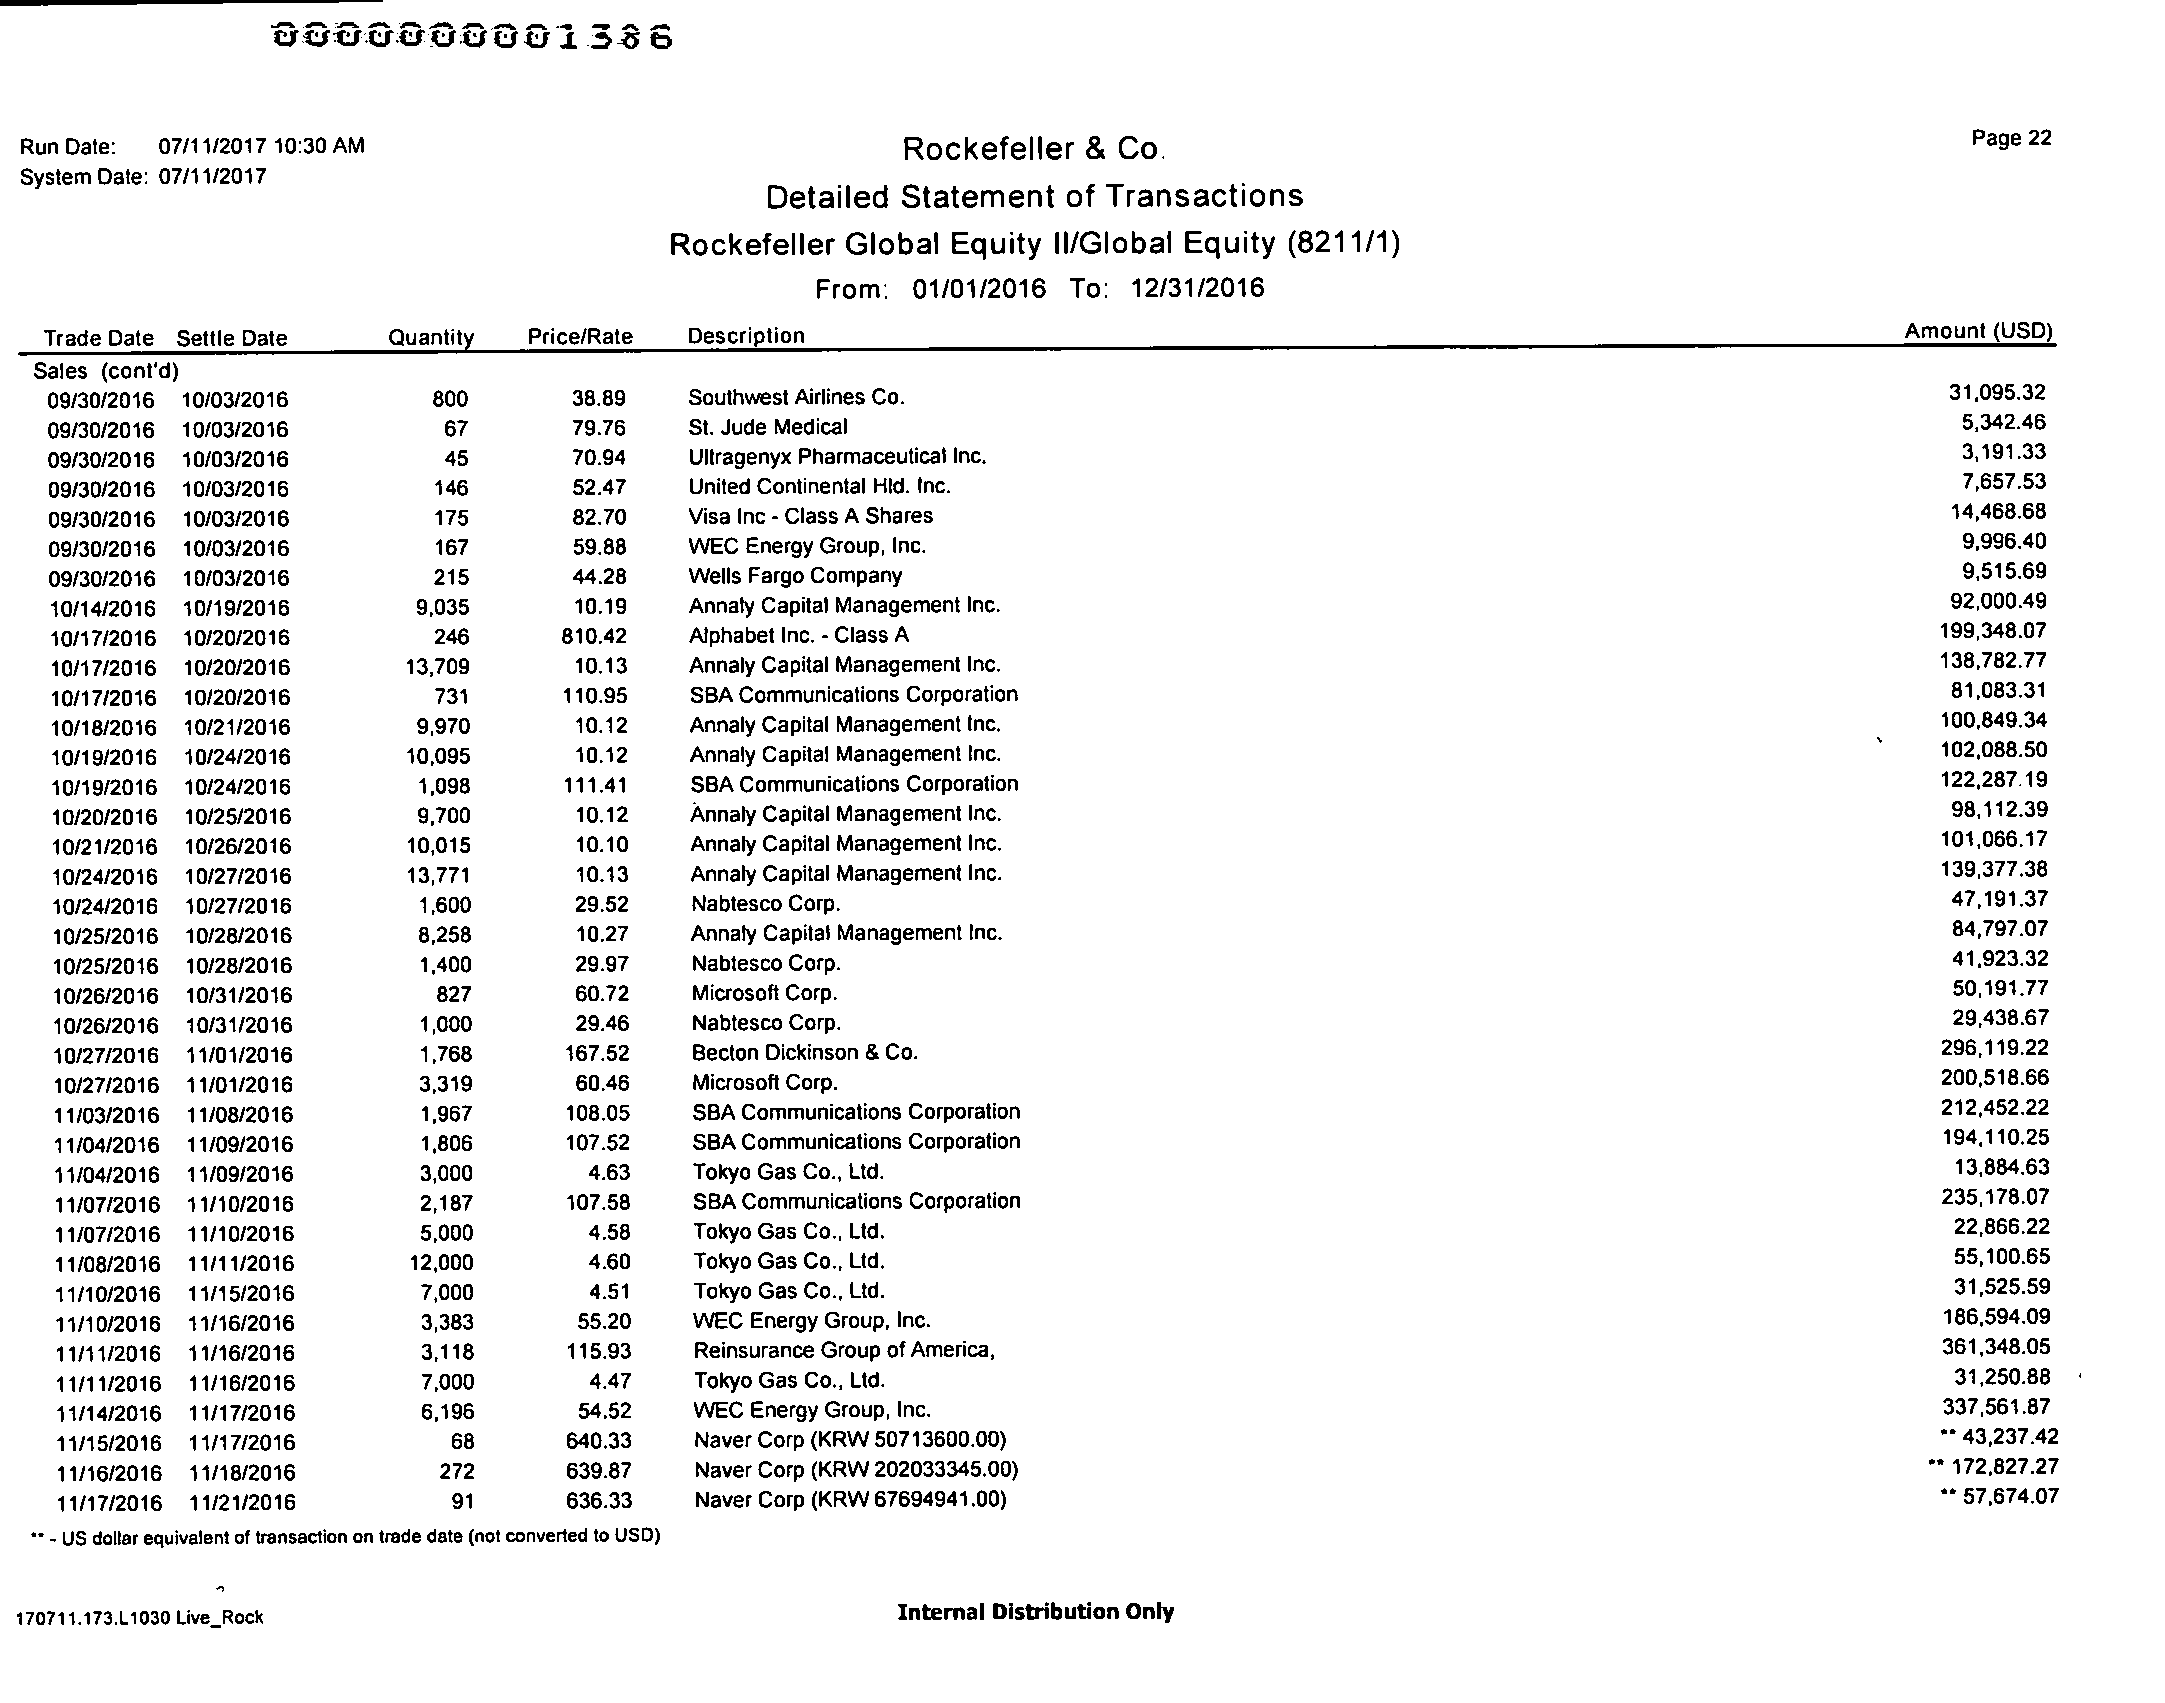 0000000001386
Run Date: 07/11/2017 10:30 AM
Rockefeller & Co.
Page 22
System Date: 07/11/2017
Detailed Statement of Transactions
Rockefeller Global Equity II/Global Equity (8211/1)
From: 01/01/2016 To: 12/31/2016
Trade Date Settle Date Quantity Price/Rate Description Amount (USD)
Sales (cont'd)
09/30/2016 10/03/2016 800 38.89 Southwest Airlines Co. 31,095.32
09/30/2016 10/03/2016 67 79.76 St. Jude Medical 5,342.46
09/30/2016 10/03/2016 45 70.94 Ultragenyx Pharmaceutical Inc. 3,191.33
09/30/2016 10/03/2016 146 52.47 United Continental Hld. Inc. 7,657.53
09/30/2016 10/03/2016 175 82.70 Visa Inc - Class A Shares 14,468.68
09/30/2016 10/03/2016 167 59.88 WEC Energy Group, Inc. 9,996.40
09/30/2016 10/03/2016 215 44.28 Wells Fargo Company 9,515.69
10/14/2016 10/19/2016 9,035 10.19 Annaly Capital Management Inc. 92,000.49
10/17/2016 10/20/2016 246 810.42 Alphabet Inc. - Class A 199,348.07
10/17/2016 10/20/2016 13,709 10.13 Annaly Capital Management Inc. 138,782.77
10/17/2016 10/20/2016 731 110.95 SBA Communications Corporation 81,083.31
10/18/2016 10/21/2016 9,970 10.12 Annaly Capital Management Inc. 100,849.34
10/19/2016 10/24/2016 10,095 10.12 Annaly Capital Management Inc. 102,088.50
10/19/2016 10/24/2016 1,098 111.41 SBA Communications Corporation 122,287.19
10/20/2016 10/25/2016 9,700 10.12 Annaly Capital Management Inc. 98,112.39
10/21/2016 10/26/2016 10,015 10.10 Annaly Capital Management Inc. 101,066.17
10/24/2016 10/27/2016 13,771 10.13 Annaly Capital Management Inc. 139,377.38
10/24/2016 10/27/2016 1,600 29.52 Nabtesco Corp. 47,191.37
10/25/2016 10/28/2016 8,258 10.27 Annaly Capital Management Inc. 84,797.07
10/25/2016 10/28/2016 1,400 29.97 Nabtesco Corp. 41,923.32
10/26/2016 10/31/2016 827 60.72 Microsoft Corp. 50,191.77
10/26/2016 10/31/2016 1,000 29.46 Nabtesco Corp. 29,438.67
10/27/2016 11/01/2016 1,768 167.52 Becton Dickinson & Co. 296,119.22
10/27/2016 11/01/2016 3,319 60.46 Microsoft Corp. 200,518.66
11/03/2016 11/08/2016 1,967 108.05 SBA Communications Corporation 212,452.22
11/04/2016 11/09/2016 1,806 107.52 SBA Communications Corporation 194,110.25
11/04/2016 11/09/2016 3,000 4.63 Tokyo Gas Co., Ltd. 13,884.63
11/07/2016 11/10/2016 2,187 107.58 SBA Communications Corporation 235,178.07
11/07/2016 11/10/2016 5,000 4.58 Tokyo Gas Co., Ltd. 22,866.22
11/08/2016 11/11/2016 12,000 4.60 Tokyo Gas Co., Ltd. 55,100.65
11/10/2016 11/15/2016 7,000 4.51 Tokyo Gas Co., Ltd. 31,525.59
11/10/2016 11/16/2016 3,383 55.20 WEC Energy Group, Inc. 186,594.09
11/11/2016 11/16/2016 3,118 115.93 Reinsurance Group of America, 361,348.05
11/11/2016 11/16/2016 7,000 4.47 Tokyo Gas Co., Ltd. 31,250.88
11/14/2016 11/17/2016 6,196 54.52 WEC Energy Group, Inc. 337,561.87
11/15/2016 11/17/2016 68 640.33 Naver Corp (KRW 50713600.00) ** 43,237.42
11/16/2016 11/18/2016 272 639.87 Naver Corp (KRW 202033345.00) ** 172,827.27
11/17/2016 11/21/2016 91 636.33 Naver Corp (KRW 67694941.00) ** 57,674.07
** - US dollar equivalent of transaction on trade date (not converted to USD)
170711.173.L1030 Live_Rock
Internal Distribution Only